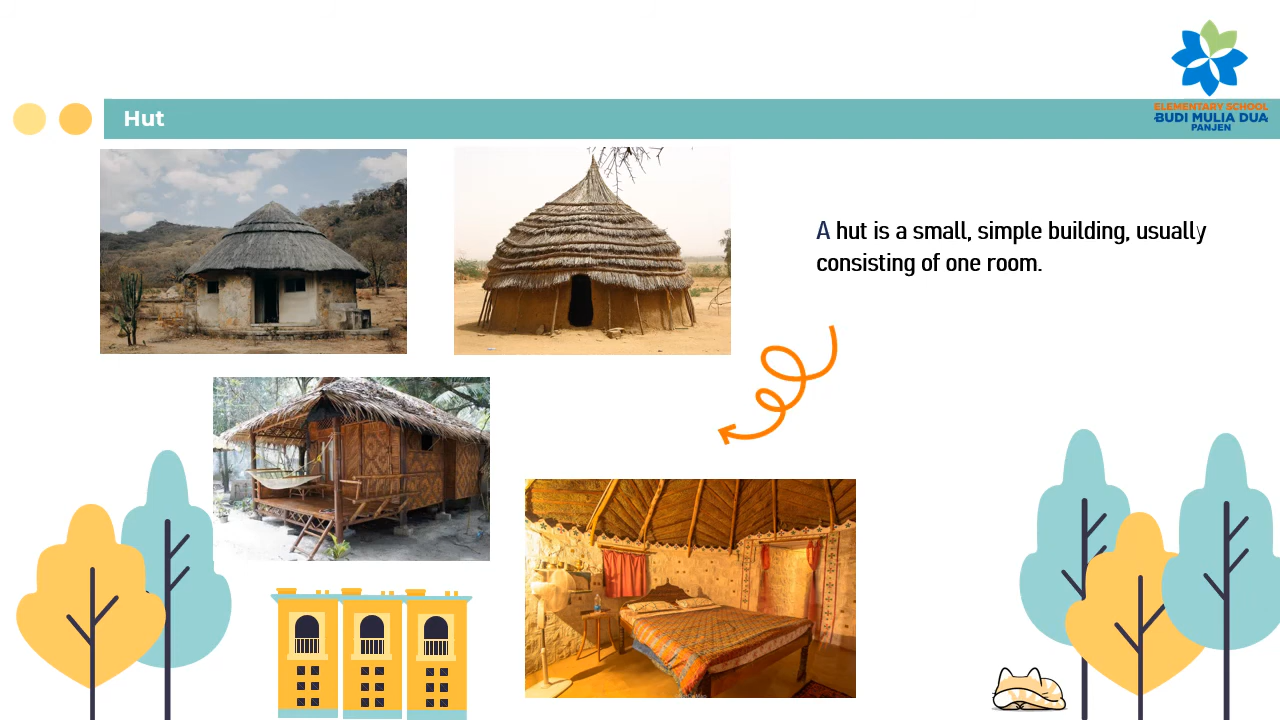 ELEMENTARY SCHOOL
BUDI MULIA DUA
PANJEN
Hut
A hut is a small, simple building, usually
consisting of one room.